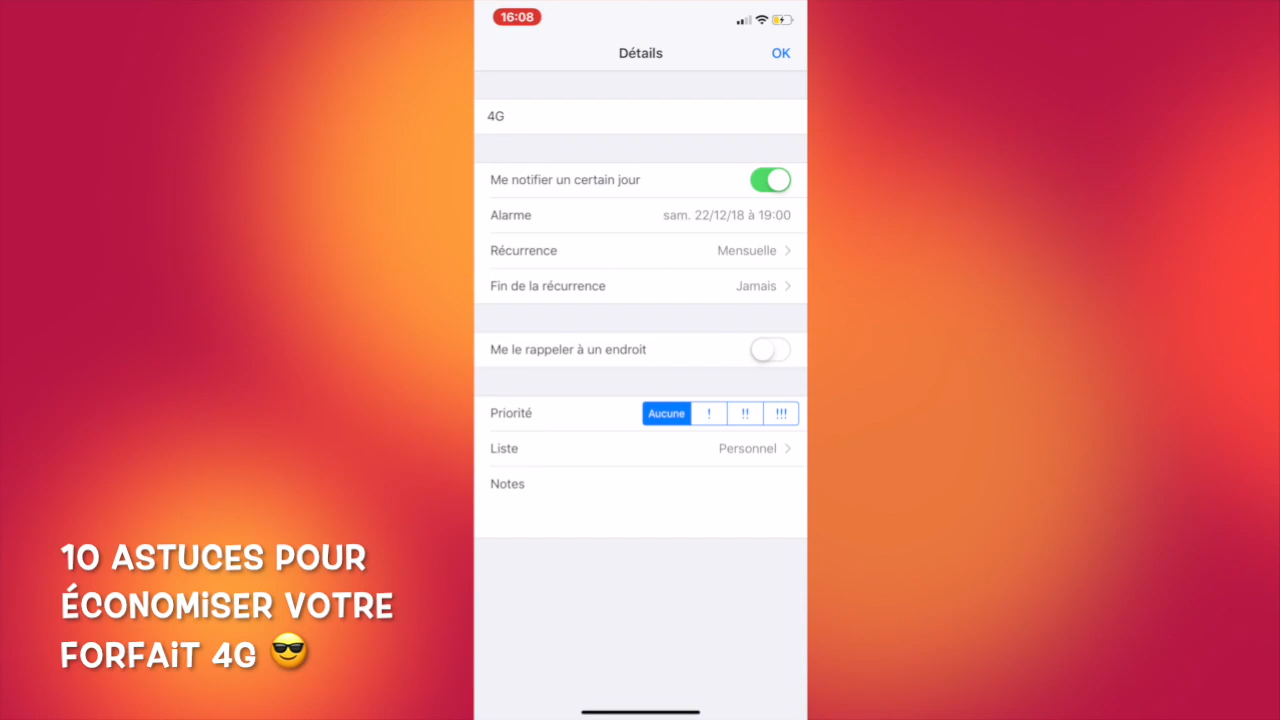 16:08
Détails
OK
4G
Me notifier un certain jour
Alarme sam. 22/12/18 à 19:00
Récurrence Mensuelle
Fin de la récurrence Jamais
Me le rappeler à un endroit
Priorité Aucune ! !! !!!
Liste Personnel
Notes
10 ASTUCES POUR
ÉCONOMiSER VOTRE
FORFAiT 4G 😎